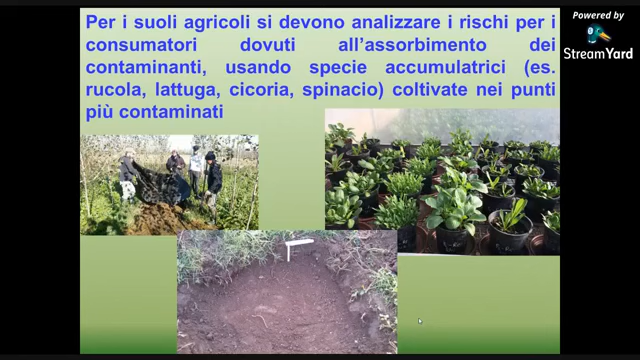 Per i suoli agricoli si devono analizzare i rischi per i
consumatori dovuti all'assorbimento dei
contaminanti, usando specie accumulatrici (es.
rucola, lattuga, cicoria, spinacio) coltivate nei punti
più contaminati
Powered by
StreamYard